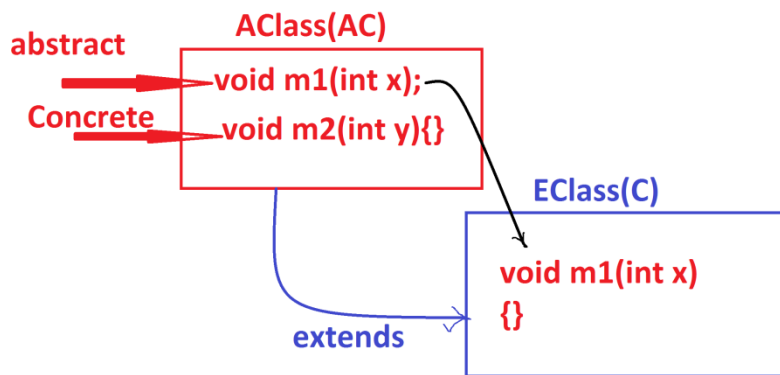 AClass(AC)
abstract
void m1(int x);
Concrete
void m2(int y){}
EClass(C)
void m1(int x)
{}
extends